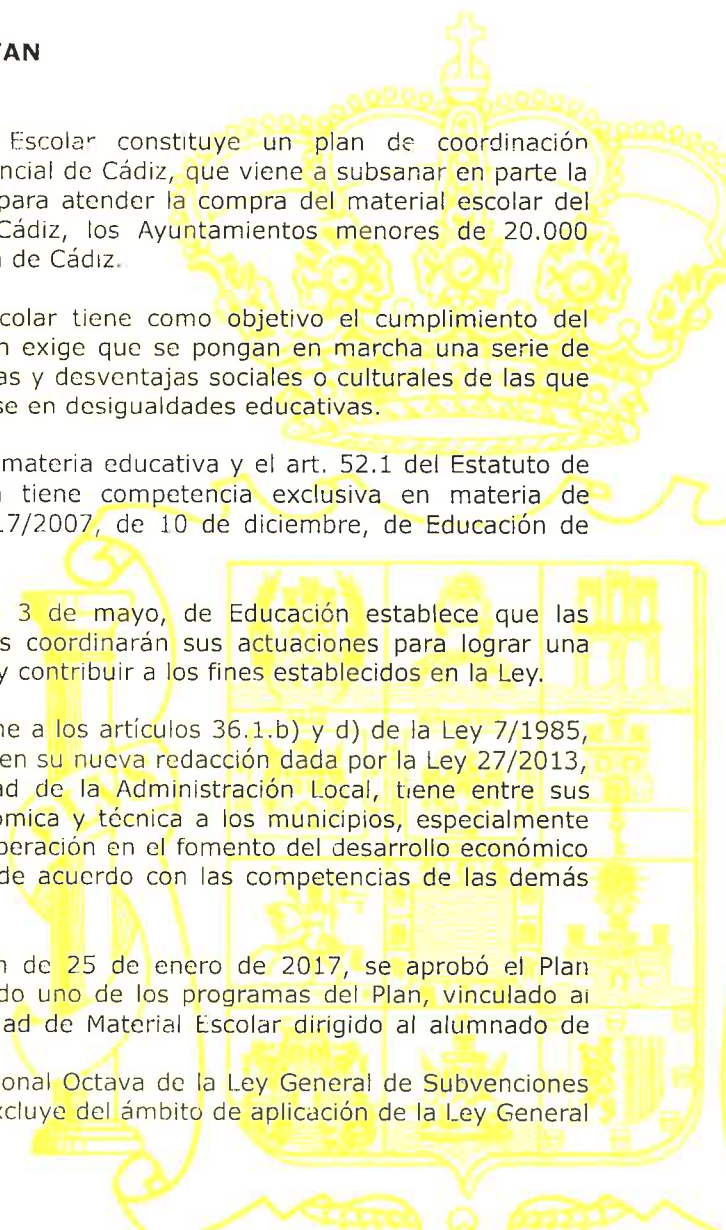 TAN
Escolar constituye un plan de coordinación
ncial de Cádiz, que viene a subsanar en parte la
para atender la compra del material escolar del
Cádiz, los Ayuntamientos menores de 20.000
de Cádiz.
colar tiene como objetivo el cumplimiento del
n exige que se pongan en marcha una serie de
as y desventajas sociales o culturales de las que
se en desigualdades educativas.
materia educativa y el art. 52.1 del Estatuto de
tiene competencia exclusiva en materia de
17/2007, de 10 de diciembre, de Educación de
3 de mayo, de Educación establece que las
s coordinarán sus actuaciones para lograr una
y contribuir a los fines establecidos en la Ley.
ne a los artículos 36.1.b) y d) de la Ley 7/1985,
en su nueva redacción dada por la Ley 27/2013,
ad de la Administración Local, tiene entre sus
ómica y técnica a los municipios, especialmente
peración en el fomento del desarrollo económico
de acuerdo con las competencias de las demás
n de 25 de enero de 2017, se aprobó el Plan
do uno de los programas del Plan, vinculado al
dad de Material Escolar dirigido al alumnado de
onal Octava de la Ley General de Subvenciones
xcluye del ámbito de aplicación de la Ley General